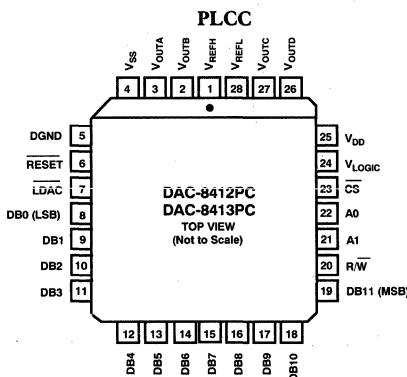 PLCC
VSS
VOUTA
VOUTB
VREFH
VREFL
VOUTC
VOUTD
4 3 2 1 28 27 26
DGND 5
RESET 6
LDAC 7
DB0 (LSB) 8
DB1 9
DB2 10
DB3 11
DAC-8412PC
DAC-8413PC
TOP VIEW
(Not to Scale)
25 VDD
24 VLOGIC
23 CS
22 A0
21 A1
20 R/W
19 DB11 (MSB)
12 13 14 15 16 17 18
DB4
DB5
DB6
DB7
DB8
DB9
DB10